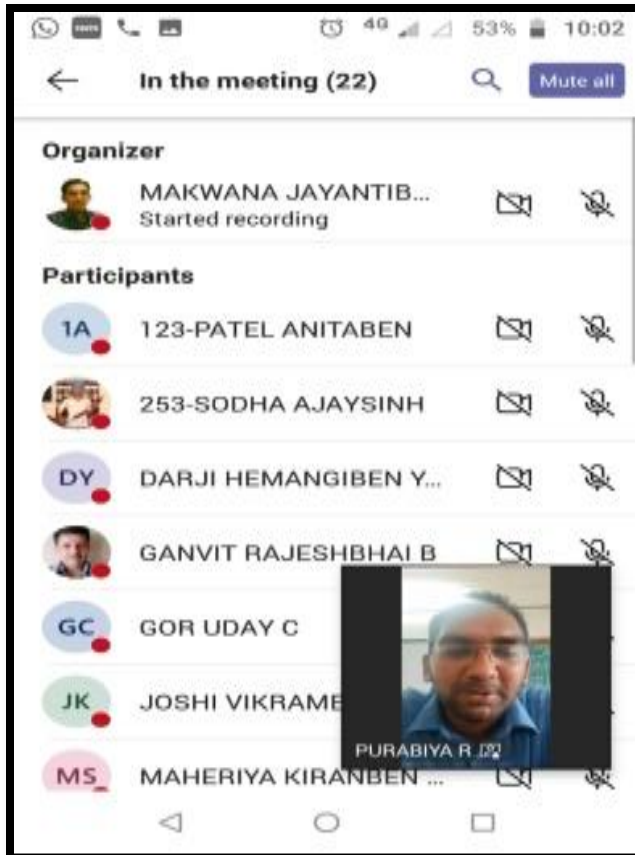 4G 53% 10:02
In the meeting (22) Mute all
Organizer
MAKWANA JAYANTIB...
Started recording
Participants
1A 123-PATEL ANITABEN
253-SODHA AJAYSINH
DY DARJI HEMANGIBEN Y...
GANVIT RAJESHBHAI B
GC GOR UDAY C
JK JOSHI VIKRAMB
PURABIYA R
MS MAHERIYA KIRANBEN ...